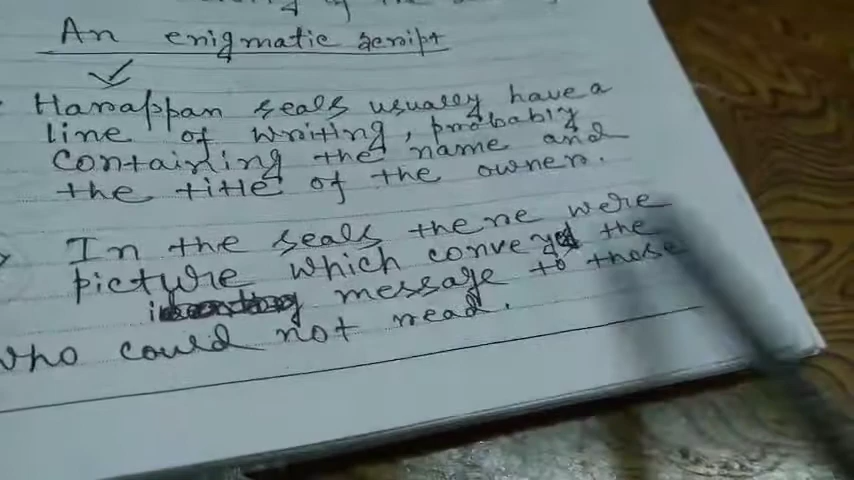 An enigmatic script
Harappan seals usually have a
line of writing, probably
containing the name and
the title of the owner.
In the seals there were
picture which conveys the
message to those
who could not read.